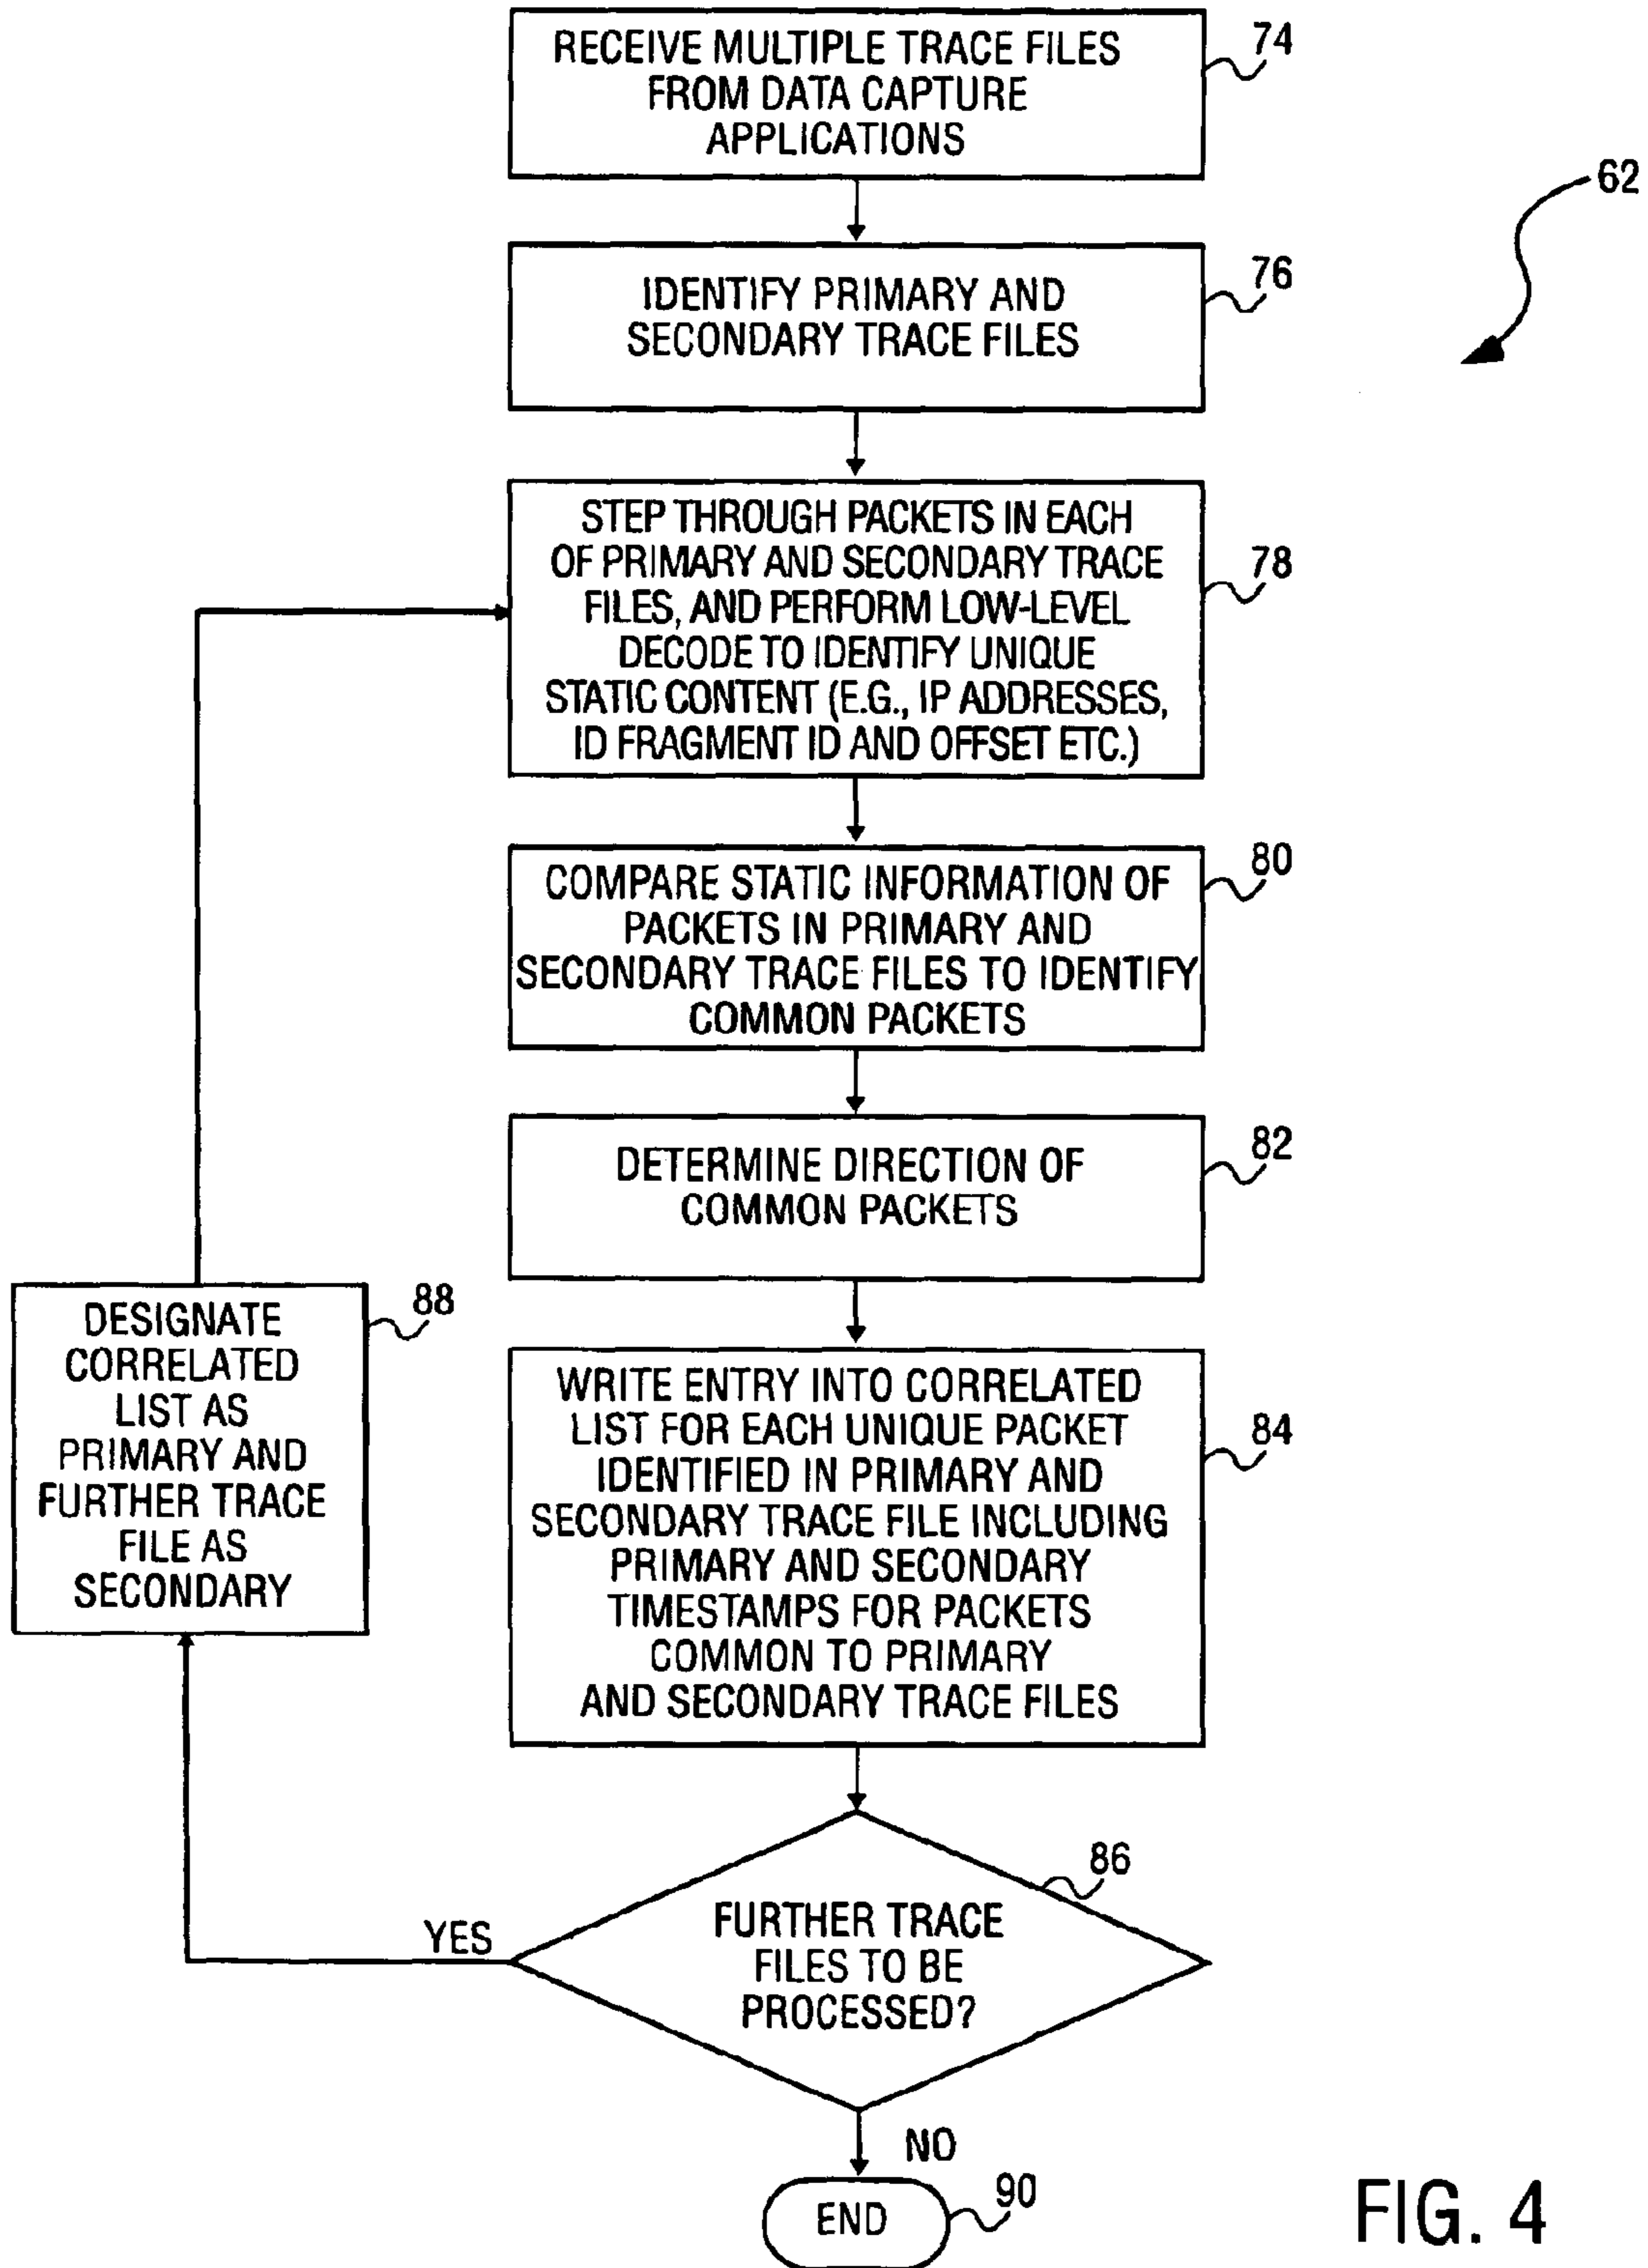 RECEIVE MULTIPLE TRACE FILES
FROM DATA CAPTURE
APPLICATIONS
74
62
IDENTIFY PRIMARY AND
SECONDARY TRACE FILES
76
STEP THROUGH PACKETS IN EACH
OF PRIMARY AND SECONDARY TRACE
FILES, AND PERFORM LOW-LEVEL
DECODE TO IDENTIFY UNIQUE
STATIC CONTENT (E.G., IP ADDRESSES,
ID FRAGMENT ID AND OFFSET ETC.)
78
COMPARE STATIC INFORMATION OF
PACKETS IN PRIMARY AND
SECONDARY TRACE FILES TO IDENTIFY
COMMON PACKETS
80
DETERMINE DIRECTION OF
COMMON PACKETS
82
WRITE ENTRY INTO CORRELATED
LIST FOR EACH UNIQUE PACKET
IDENTIFIED IN PRIMARY AND
SECONDARY TRACE FILE INCLUDING
PRIMARY AND SECONDARY
TIMESTAMPS FOR PACKETS
COMMON TO PRIMARY
AND SECONDARY TRACE FILES
84
DESIGNATE
CORRELATED
LIST AS
PRIMARY AND
FURTHER TRACE
FILE AS
SECONDARY
88
FURTHER TRACE
FILES TO BE
PROCESSED?
86
YES
NO
END
90
FIG. 4